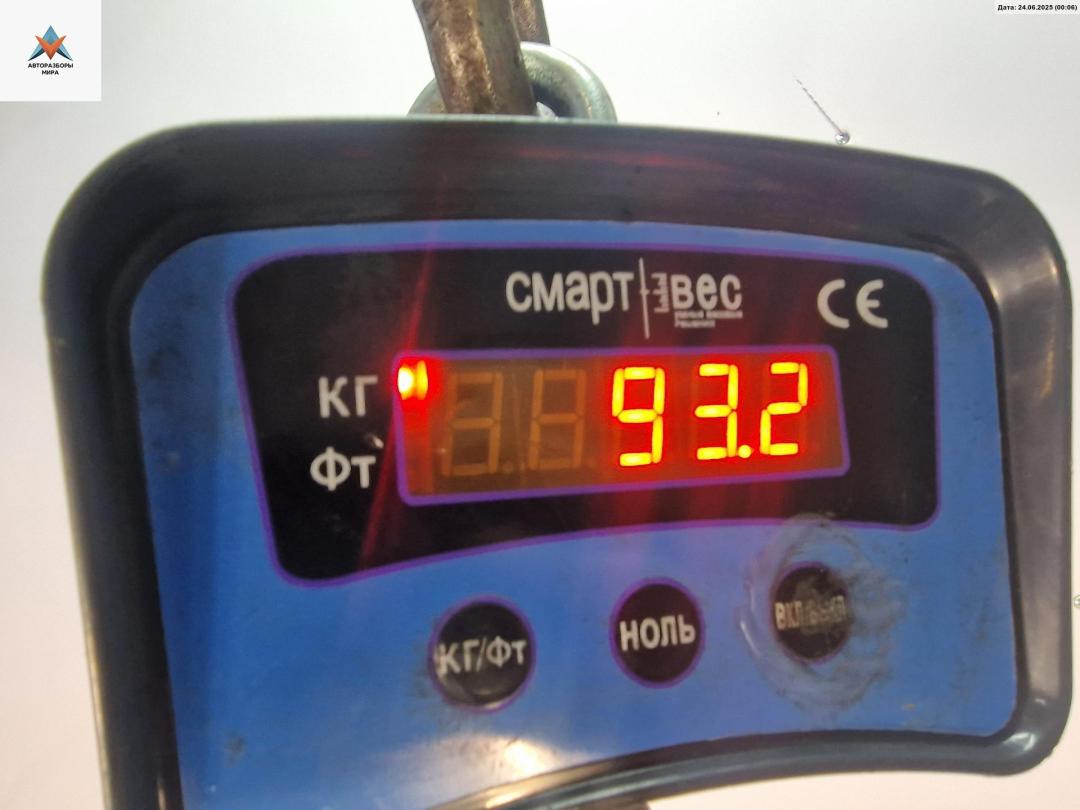 Дата: 24.06.2025 (00:06)
АВТОРАЗБОРЫ
МИРА
смарт вес
CE
КГ
93.2
Фт
КГ/ФТ
НОЛЬ